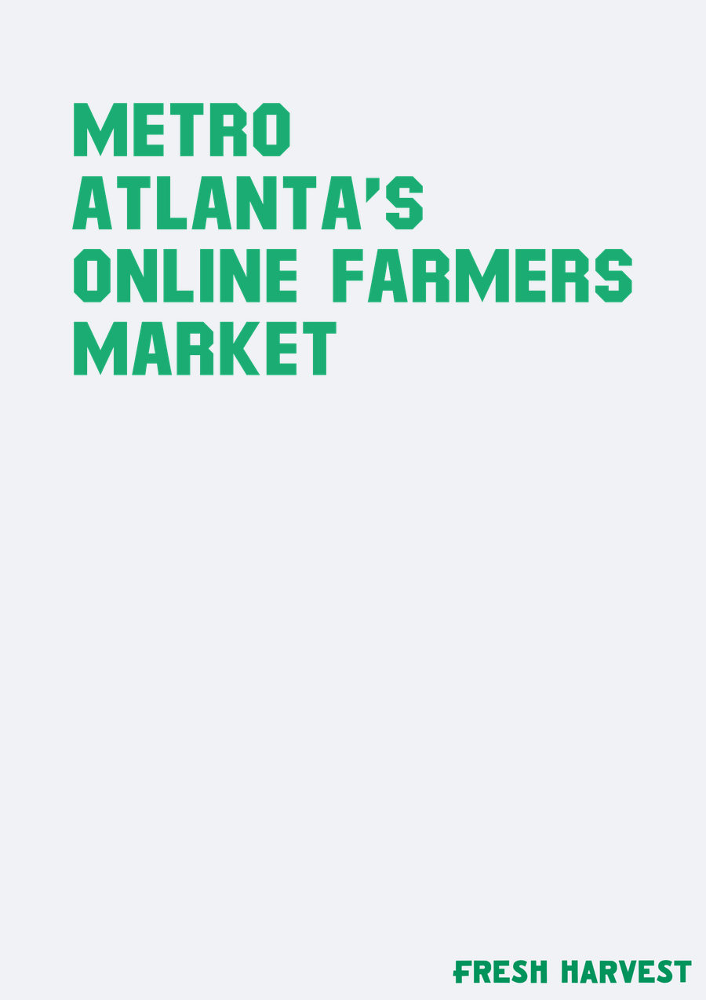 METRO
ATLANTA'S
ONLINE FARMERS
MARKET
FRESH HARVEST